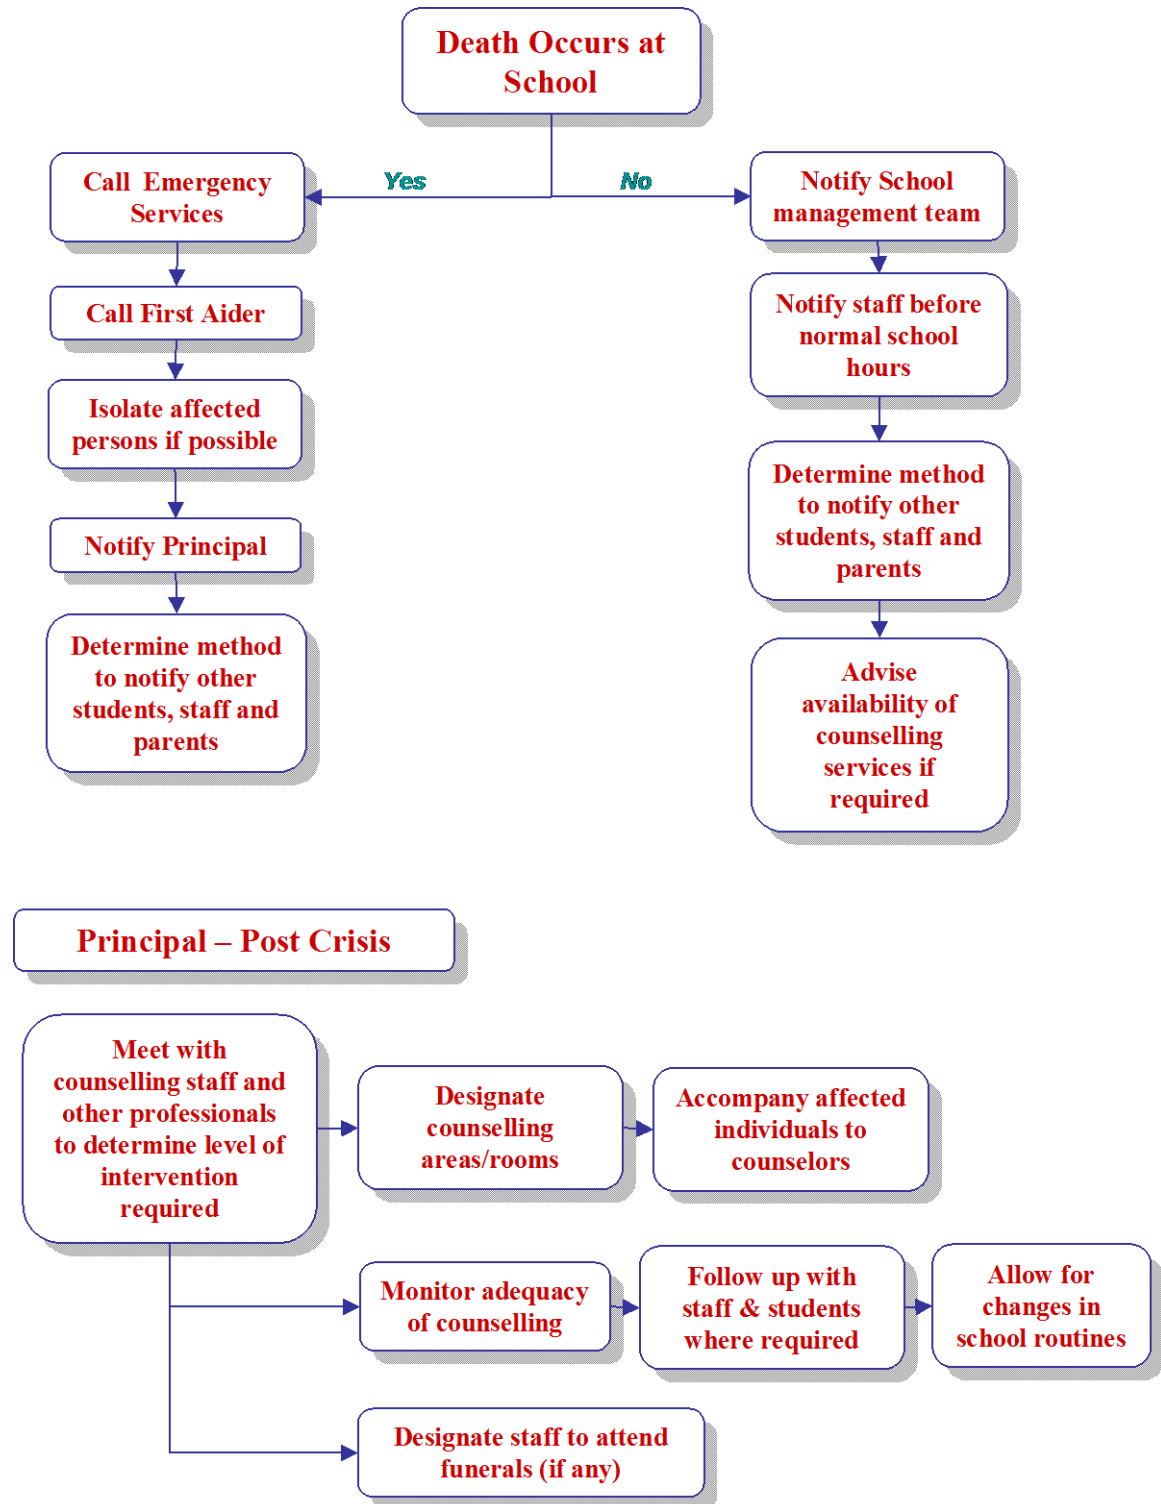 Death Occurs at
School
Yes
No
Call Emergency
Services
Call First Aider
Isolate affected
persons if possible
Notify Principal
Determine method
to notify other
students, staff and
parents
Notify School
management team
Notify staff before
normal school
hours
Determine method
to notify other
students, staff and
parents
Advise
availability of
counselling
services if
required
Principal – Post Crisis
Meet with
counselling staff and
other professionals
to determine level of
intervention
required
Designate
counselling
areas/rooms
Accompany affected
individuals to
counselors
Monitor adequacy
of counselling
Follow up with
staff & students
where required
Allow for
changes in
school routines
Designate staff to attend
funerals (if any)